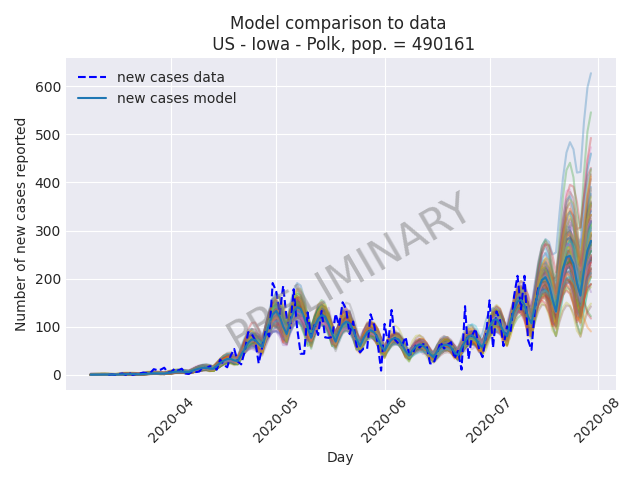 Model comparison to data
US - Iowa - Polk, pop. = 490161
new cases data
new cases model
PRELIMINARY
Number of new cases reported
600
500
400
300
200
100
0
2020-04
2020-05
2020-06
2020-07
2020-08
Day